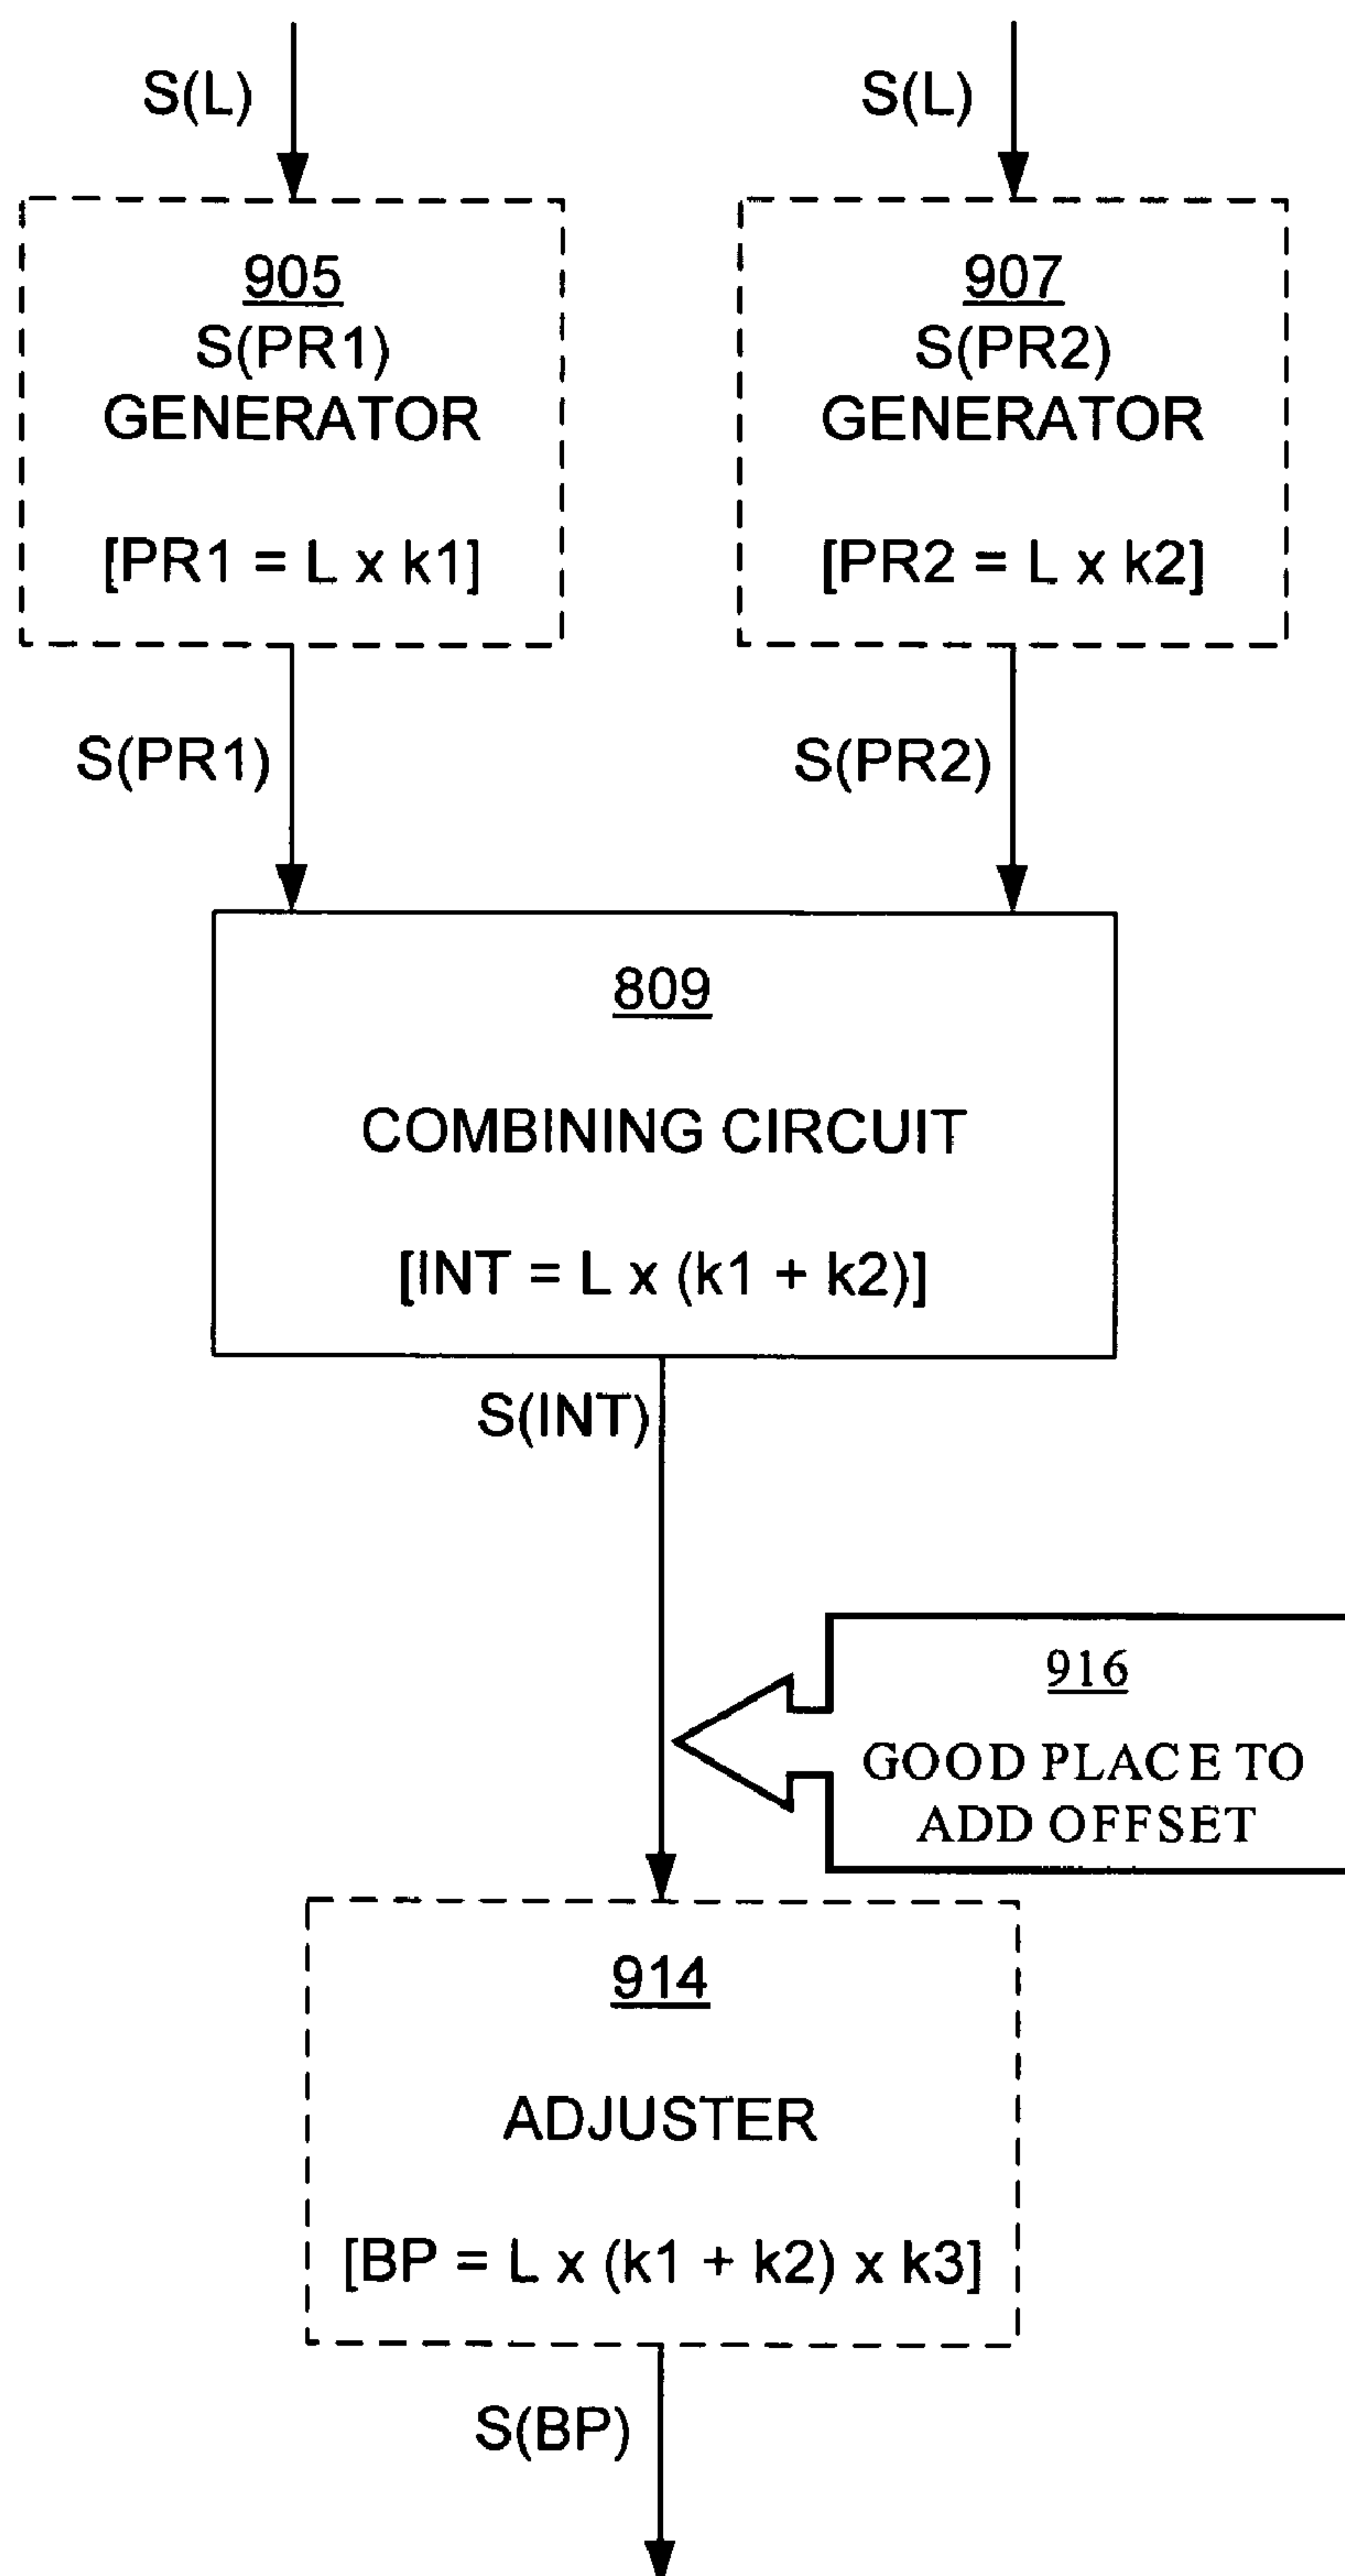 S(L)
S(L)
905
S(PR1)
GENERATOR
[PR1 = L x k1]
907
S(PR2)
GENERATOR
[PR2 = L x k2]
S(PR1)
S(PR2)
809
COMBINING CIRCUIT
[INT = L x (k1 + k2)]
S(INT)
916
GOOD PLACE TO
ADD OFFSET
914
ADJUSTER
[BP = L x (k1 + k2) x k3]
S(BP)